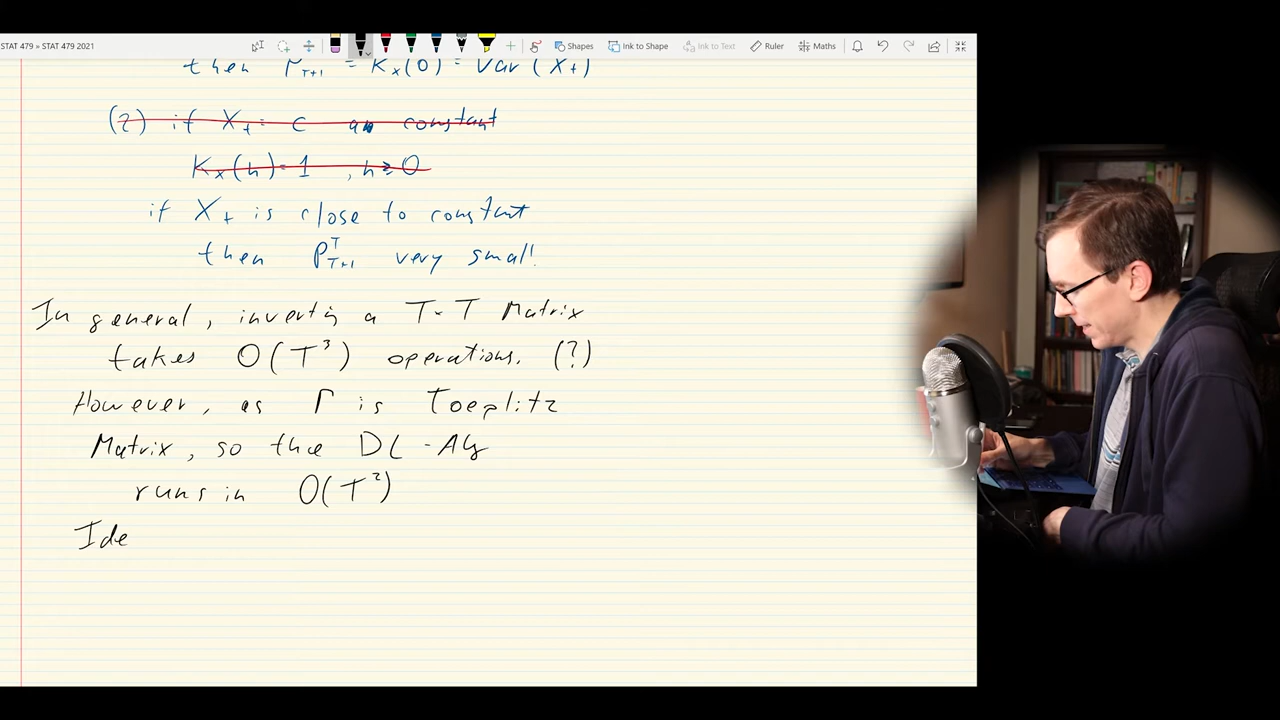 STAT 479 » STAT 479 2021
Shapes Ink to Shape Ink to Text Ruler Maths
then P_{T+1} = K_X(0) = Var(X_t)
(2) if X_t = c a constant
K_X(h) = 1, h ≥ 0
if X_t is close to constant
then P^T_{T+1} very small!
In general, inverting a T × T Matrix
takes O(T³) operations. (?)
However, as Γ is Toeplitz
Matrix, so the DL-Alg
runs in O(T²)
Ide